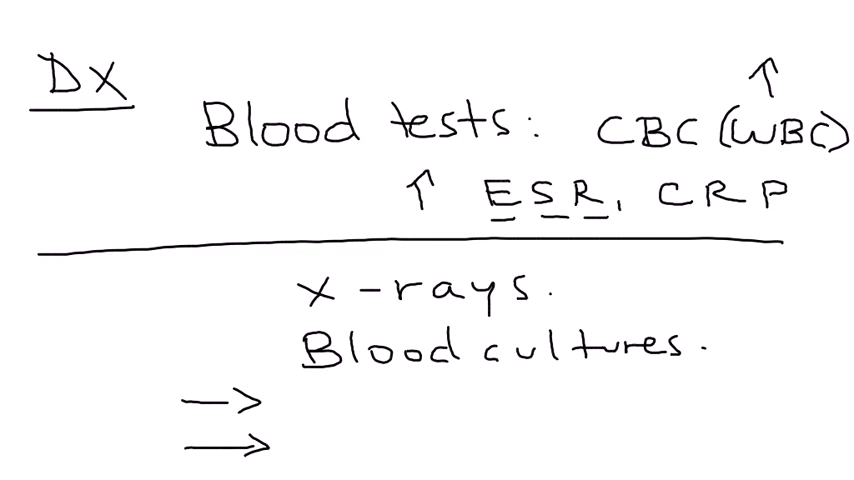 DX
↑
Blood tests: CBC (WBC)
↑ ESR, CRP
X-rays.
Blood cultures.
→
→